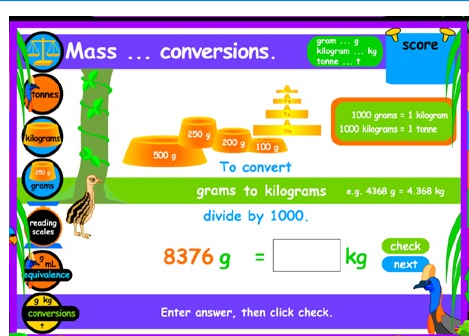 Mass ... conversions.
gram ... g
kilogram ... kg
tonne ... t
score
tonnes
kilograms
250 g
grams
reading
scales
g
mL
equivalence
g kg
conversions
t
500 g
250 g
200 g
100 g
1000 grams = 1 kilogram
1000 kilograms = 1 tonne
To convert
grams to kilograms e.g. 4368 g = 4.368 kg
divide by 1000.
8376 g = kg
check
next
Enter answer, then click check.